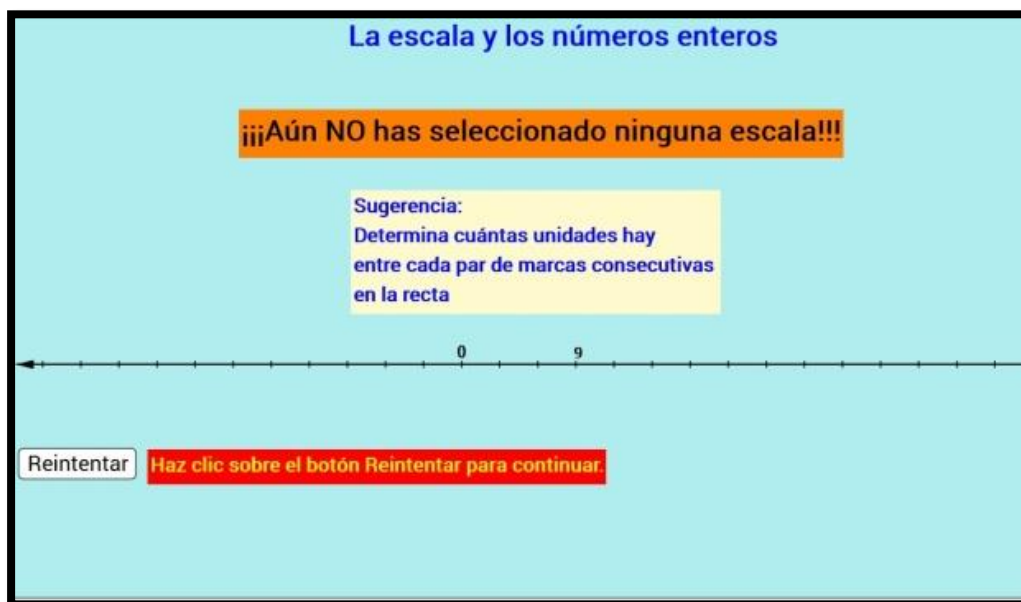 La escala y los números enteros
¡¡¡Aún NO has seleccionado ninguna escala!!!
Sugerencia:
Determina cuántas unidades hay
entre cada par de marcas consecutivas
en la recta
0 9
Reintentar Haz clic sobre el botón Reintentar para continuar.